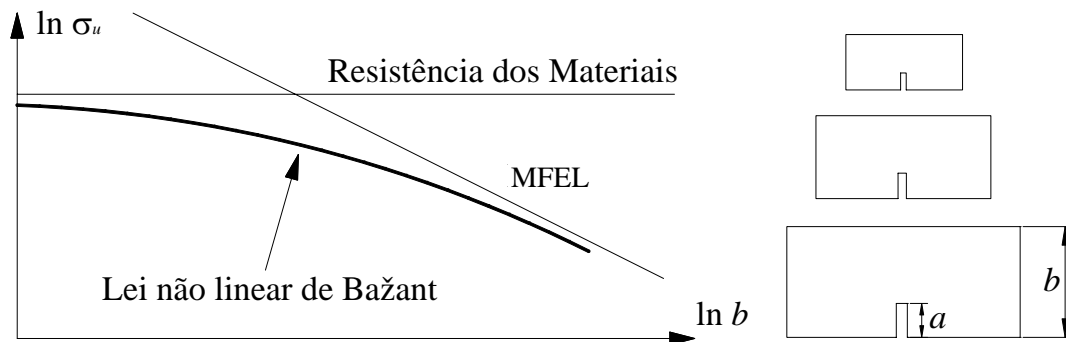 ln σu
Resistência dos Materiais
MFEL
Lei não linear de Bažant
ln b
b
a